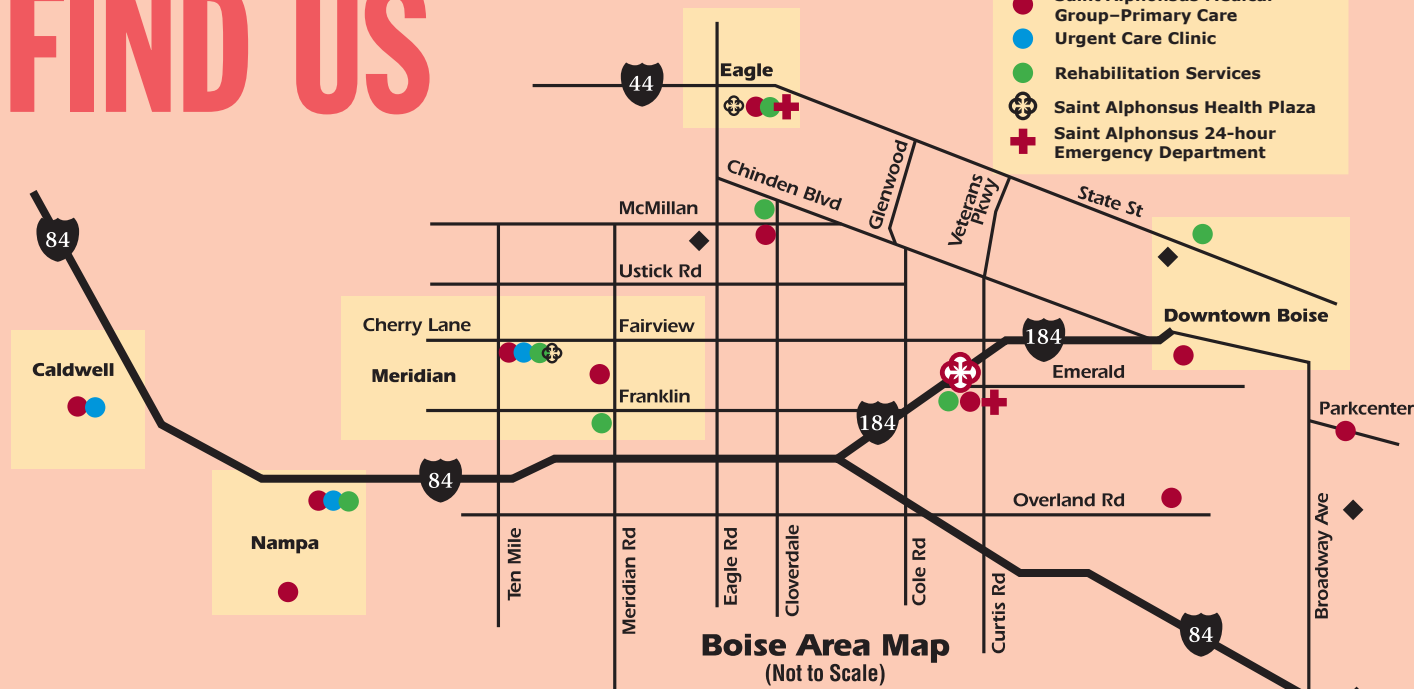 FIND US
Saint Alphonsus Medical
Group–Primary Care
Urgent Care Clinic
Rehabilitation Services
Saint Alphonsus Health Plaza
Saint Alphonsus 24-hour
Emergency Department
44
Eagle
Chinden Blvd
Glenwood
Veterans
Pkwy
State St
McMillan
84
Ustick Rd
Cherry Lane
Fairview
Downtown Boise
184
Caldwell
Meridian
Emerald
Franklin
184
Parkcenter
84
Overland Rd
Nampa
Ten Mile
Meridian Rd
Eagle Rd
Cloverdale
Cole Rd
Curtis Rd
Broadway Ave
84
Boise Area Map
(Not to Scale)